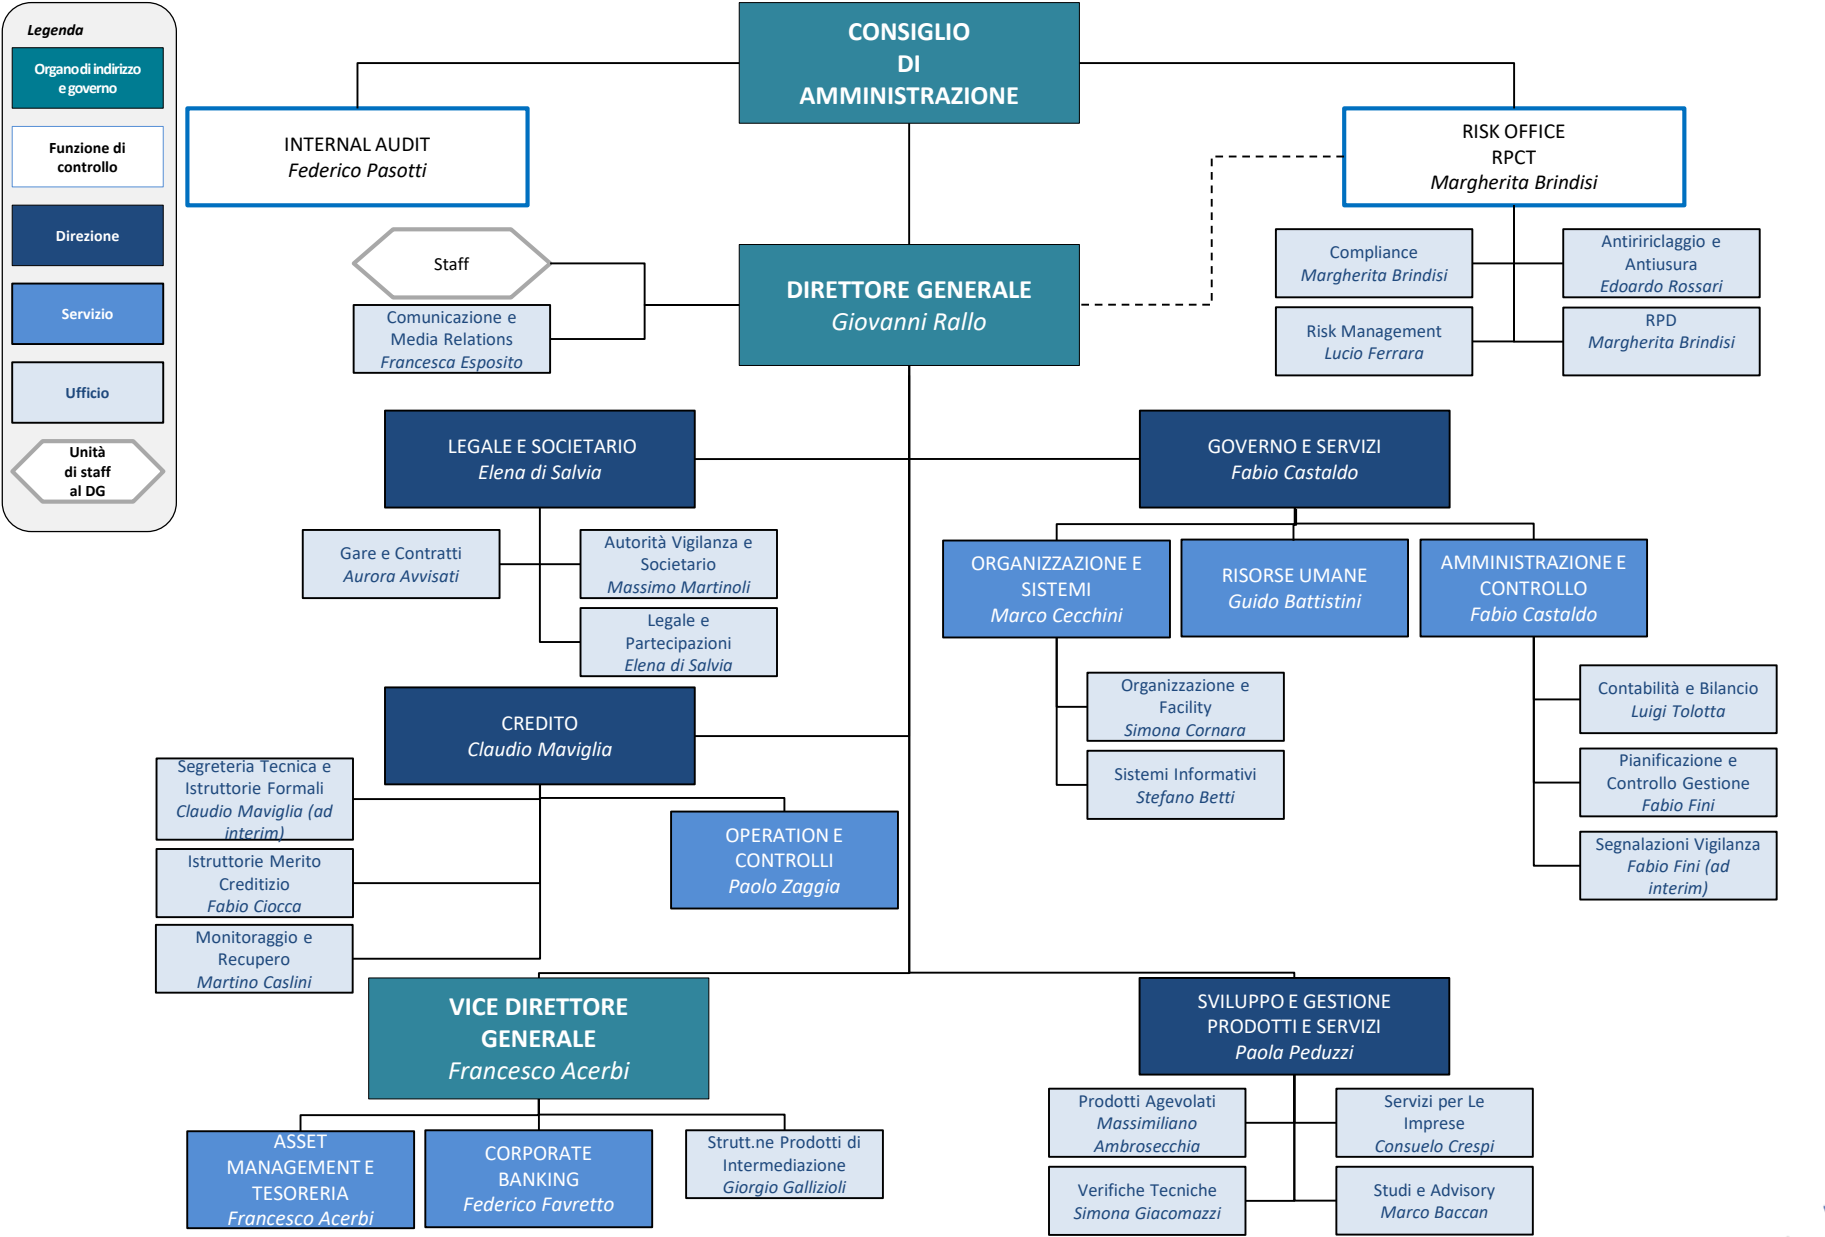 Legenda
Organo di indirizzo
e governo
Funzione di
controllo
Direzione
Servizio
Ufficio
Unità
di staff
al DG
CONSIGLIO
DI
AMMINISTRAZIONE
INTERNAL AUDIT
Federico Pasotti
RISK OFFICE
RPCT
Margherita Brindisi
Staff
Comunicazione e
Media Relations
Francesca Esposito
DIRETTORE GENERALE
Giovanni Rallo
Compliance
Margherita Brindisi
Antiririclaggio e
Antiusura
Edoardo Rossari
Risk Management
Lucio Ferrara
RPD
Margherita Brindisi
LEGALE E SOCIETARIO
Elena di Salvia
GOVERNO E SERVIZI
Fabio Castaldo
Gare e Contratti
Aurora Avvisati
Autorità Vigilanza e
Societario
Massimo Martinoli
Legale e
Partecipazioni
Elena di Salvia
ORGANIZZAZIONE E
SISTEMI
Marco Cecchini
RISORSE UMANE
Guido Battistini
AMMINISTRAZIONE E
CONTROLLO
Fabio Castaldo
Organizzazione e
Facility
Simona Cornara
Sistemi Informativi
Stefano Betti
Contabilità e Bilancio
Luigi Tolotta
Pianificazione e
Controllo Gestione
Fabio Fini
Segnalazioni Vigilanza
Fabio Fini (ad
interim)
CREDITO
Claudio Maviglia
Segreteria Tecnica e
Istruttorie Formali
Claudio Maviglia (ad
interim)
Istruttorie Merito
Creditizio
Fabio Ciocca
Monitoraggio e
Recupero
Martino Caslini
OPERATION E
CONTROLLI
Paolo Zaggia
VICE DIRETTORE
GENERALE
Francesco Acerbi
SVILUPPO E GESTIONE
PRODOTTI E SERVIZI
Paola Peduzzi
ASSET
MANAGEMENT E
TESORERIA
Francesco Acerbi
CORPORATE
BANKING
Federico Favretto
Strutt.ne Prodotti di
Intermediazione
Giorgio Gallizioli
Prodotti Agevolati
Massimiliano
Ambrosecchia
Servizi per Le
Imprese
Consuelo Crespi
Verifiche Tecniche
Simona Giacomazzi
Studi e Advisory
Marco Baccan